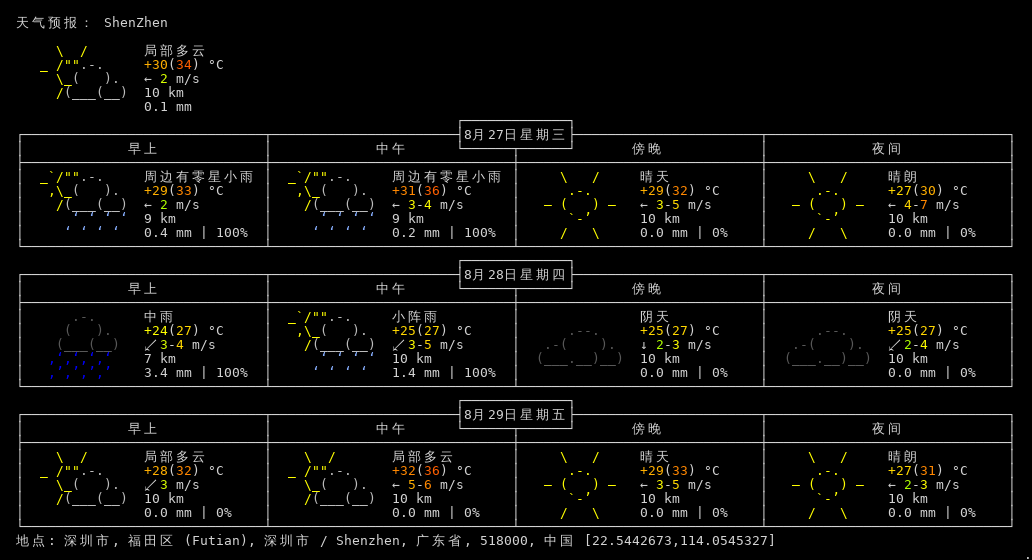 天气预报： ShenZhen
局部多云
+30(34) °C
← 2 m/s
10 km
0.1 mm
8月27日星期三
早上 中午 傍晚 夜间
周边有零星小雨 周边有零星小雨 晴天 晴朗
+29(33) °C +31(36) °C +29(32) °C +27(30) °C
← 2 m/s ← 3-4 m/s ← 3-5 m/s ← 4-7 m/s
9 km 9 km 10 km 10 km
0.4 mm | 100% 0.2 mm | 100% 0.0 mm | 0% 0.0 mm | 0%
8月28日星期四
早上 中午 傍晚 夜间
中雨 小阵雨 阴天 阴天
+24(27) °C +25(27) °C +25(27) °C +25(27) °C
↙ 3-4 m/s ↙ 3-5 m/s ↓ 2-3 m/s ↙ 2-4 m/s
7 km 10 km 10 km 10 km
3.4 mm | 100% 1.4 mm | 100% 0.0 mm | 0% 0.0 mm | 0%
8月29日星期五
早上 中午 傍晚 夜间
局部多云 局部多云 晴天 晴朗
+28(32) °C +32(36) °C +29(33) °C +27(31) °C
↙ 3 m/s ← 5-6 m/s ← 3-5 m/s ← 2-3 m/s
10 km 10 km 10 km 10 km
0.0 mm | 0% 0.0 mm | 0% 0.0 mm | 0% 0.0 mm | 0%
地点: 深圳市, 福田区 (Futian), 深圳市 / Shenzhen, 广东省, 518000, 中国 [22.5442673,114.0545327]